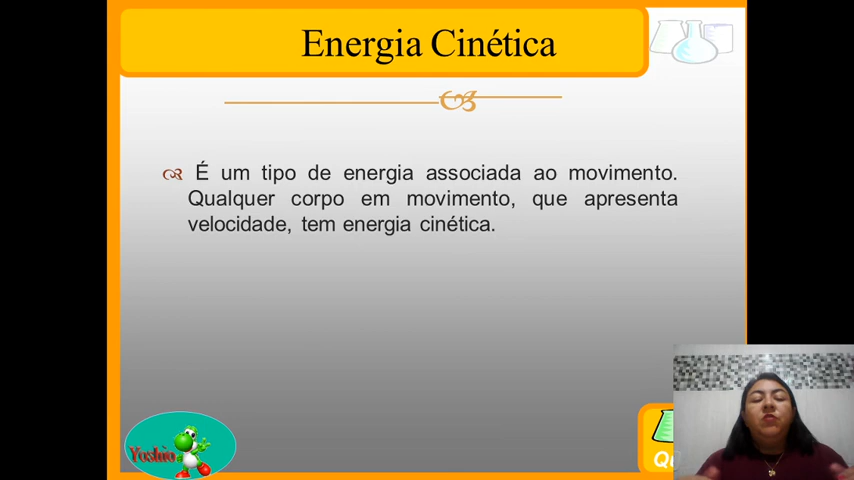 Energia Cinética
É um tipo de energia associada ao movimento.
Qualquer corpo em movimento, que apresenta
velocidade, tem energia cinética.
Yoshio
Qu